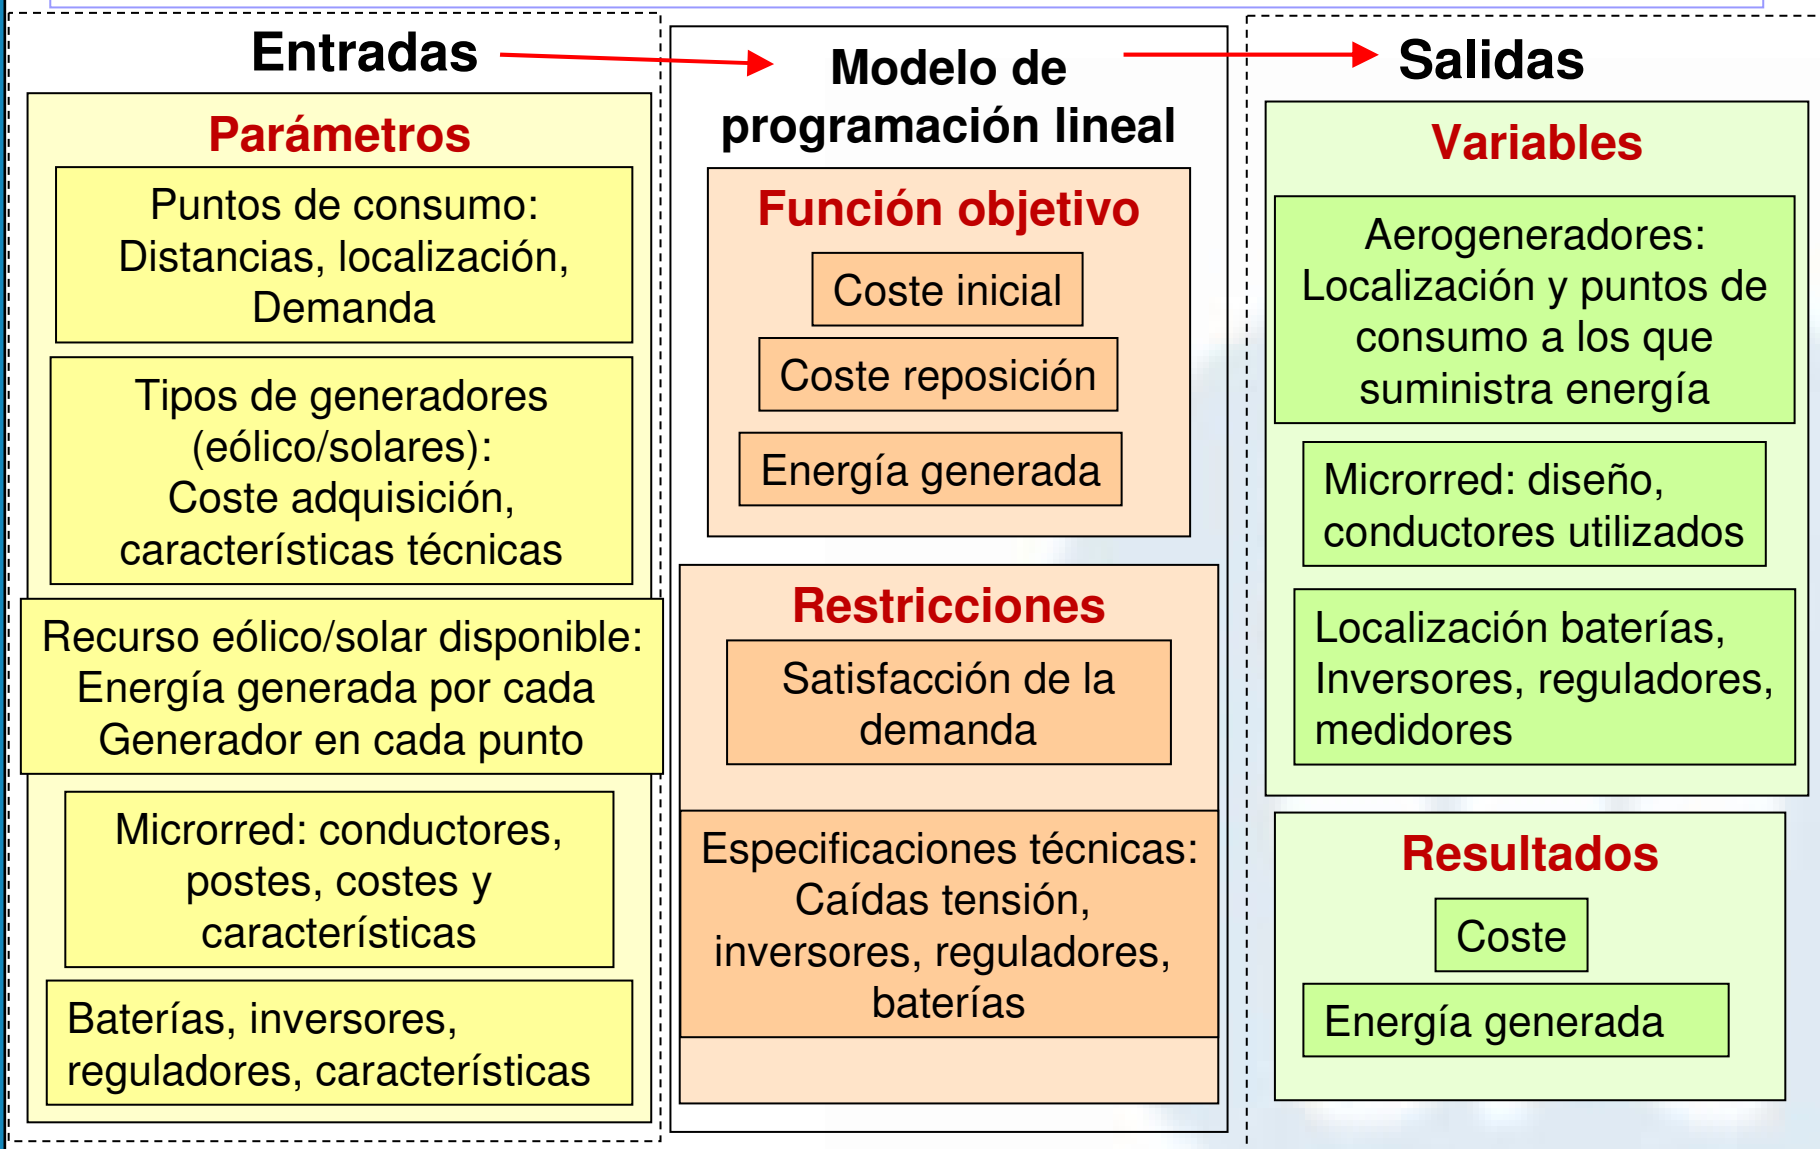 Entradas
Parámetros
Puntos de consumo:
Distancias, localización,
Demanda
Tipos de generadores
(eólico/solares):
Coste adquisición,
características técnicas
Recurso eólico/solar disponible:
Energía generada por cada
Generador en cada punto
Microrred: conductores,
postes, costes y
características
Baterías, inversores,
reguladores, características
Modelo de
programación lineal
Función objetivo
Coste inicial
Coste reposición
Energía generada
Restricciones
Satisfacción de la
demanda
Especificaciones técnicas:
Caídas tensión,
inversores, reguladores,
baterías
Salidas
Variables
Aerogeneradores:
Localización y puntos de
consumo a los que
suministra energía
Microrred: diseño,
conductores utilizados
Localización baterías,
Inversores, reguladores,
medidores
Resultados
Coste
Energía generada